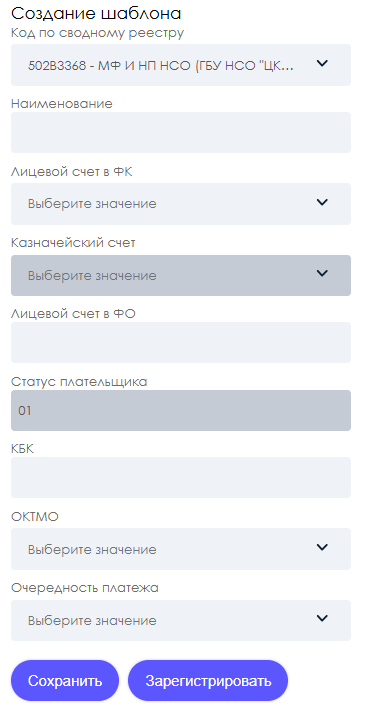 Создание шаблона
Код по сводному реестру
502В3368 - МФ И НП НСО (ГБУ НСО "ЦК...
Наименование
Лицевой счет в ФК
Выберите значение
Казначейский счет
Выберите значение
Лицевой счет в ФО
Статус плательщика
01
КБК
ОКТМО
Выберите значение
Очередность платежа
Выберите значение
Сохранить Зарегистрировать